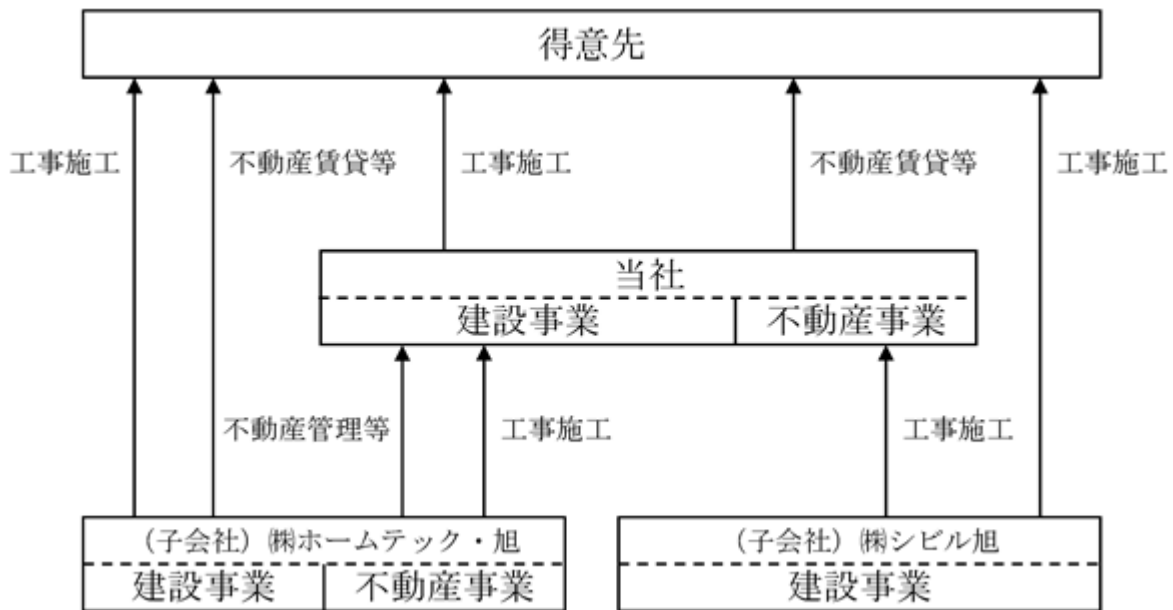 得意先
工事施工
不動産賃貸等
工事施工
不動産賃貸等
工事施工
当社
建設事業
不動産事業
不動産管理等
工事施工
工事施工
(子会社) ㈱ホームテック・旭
建設事業
不動産事業
(子会社) ㈱シビル旭
建設事業